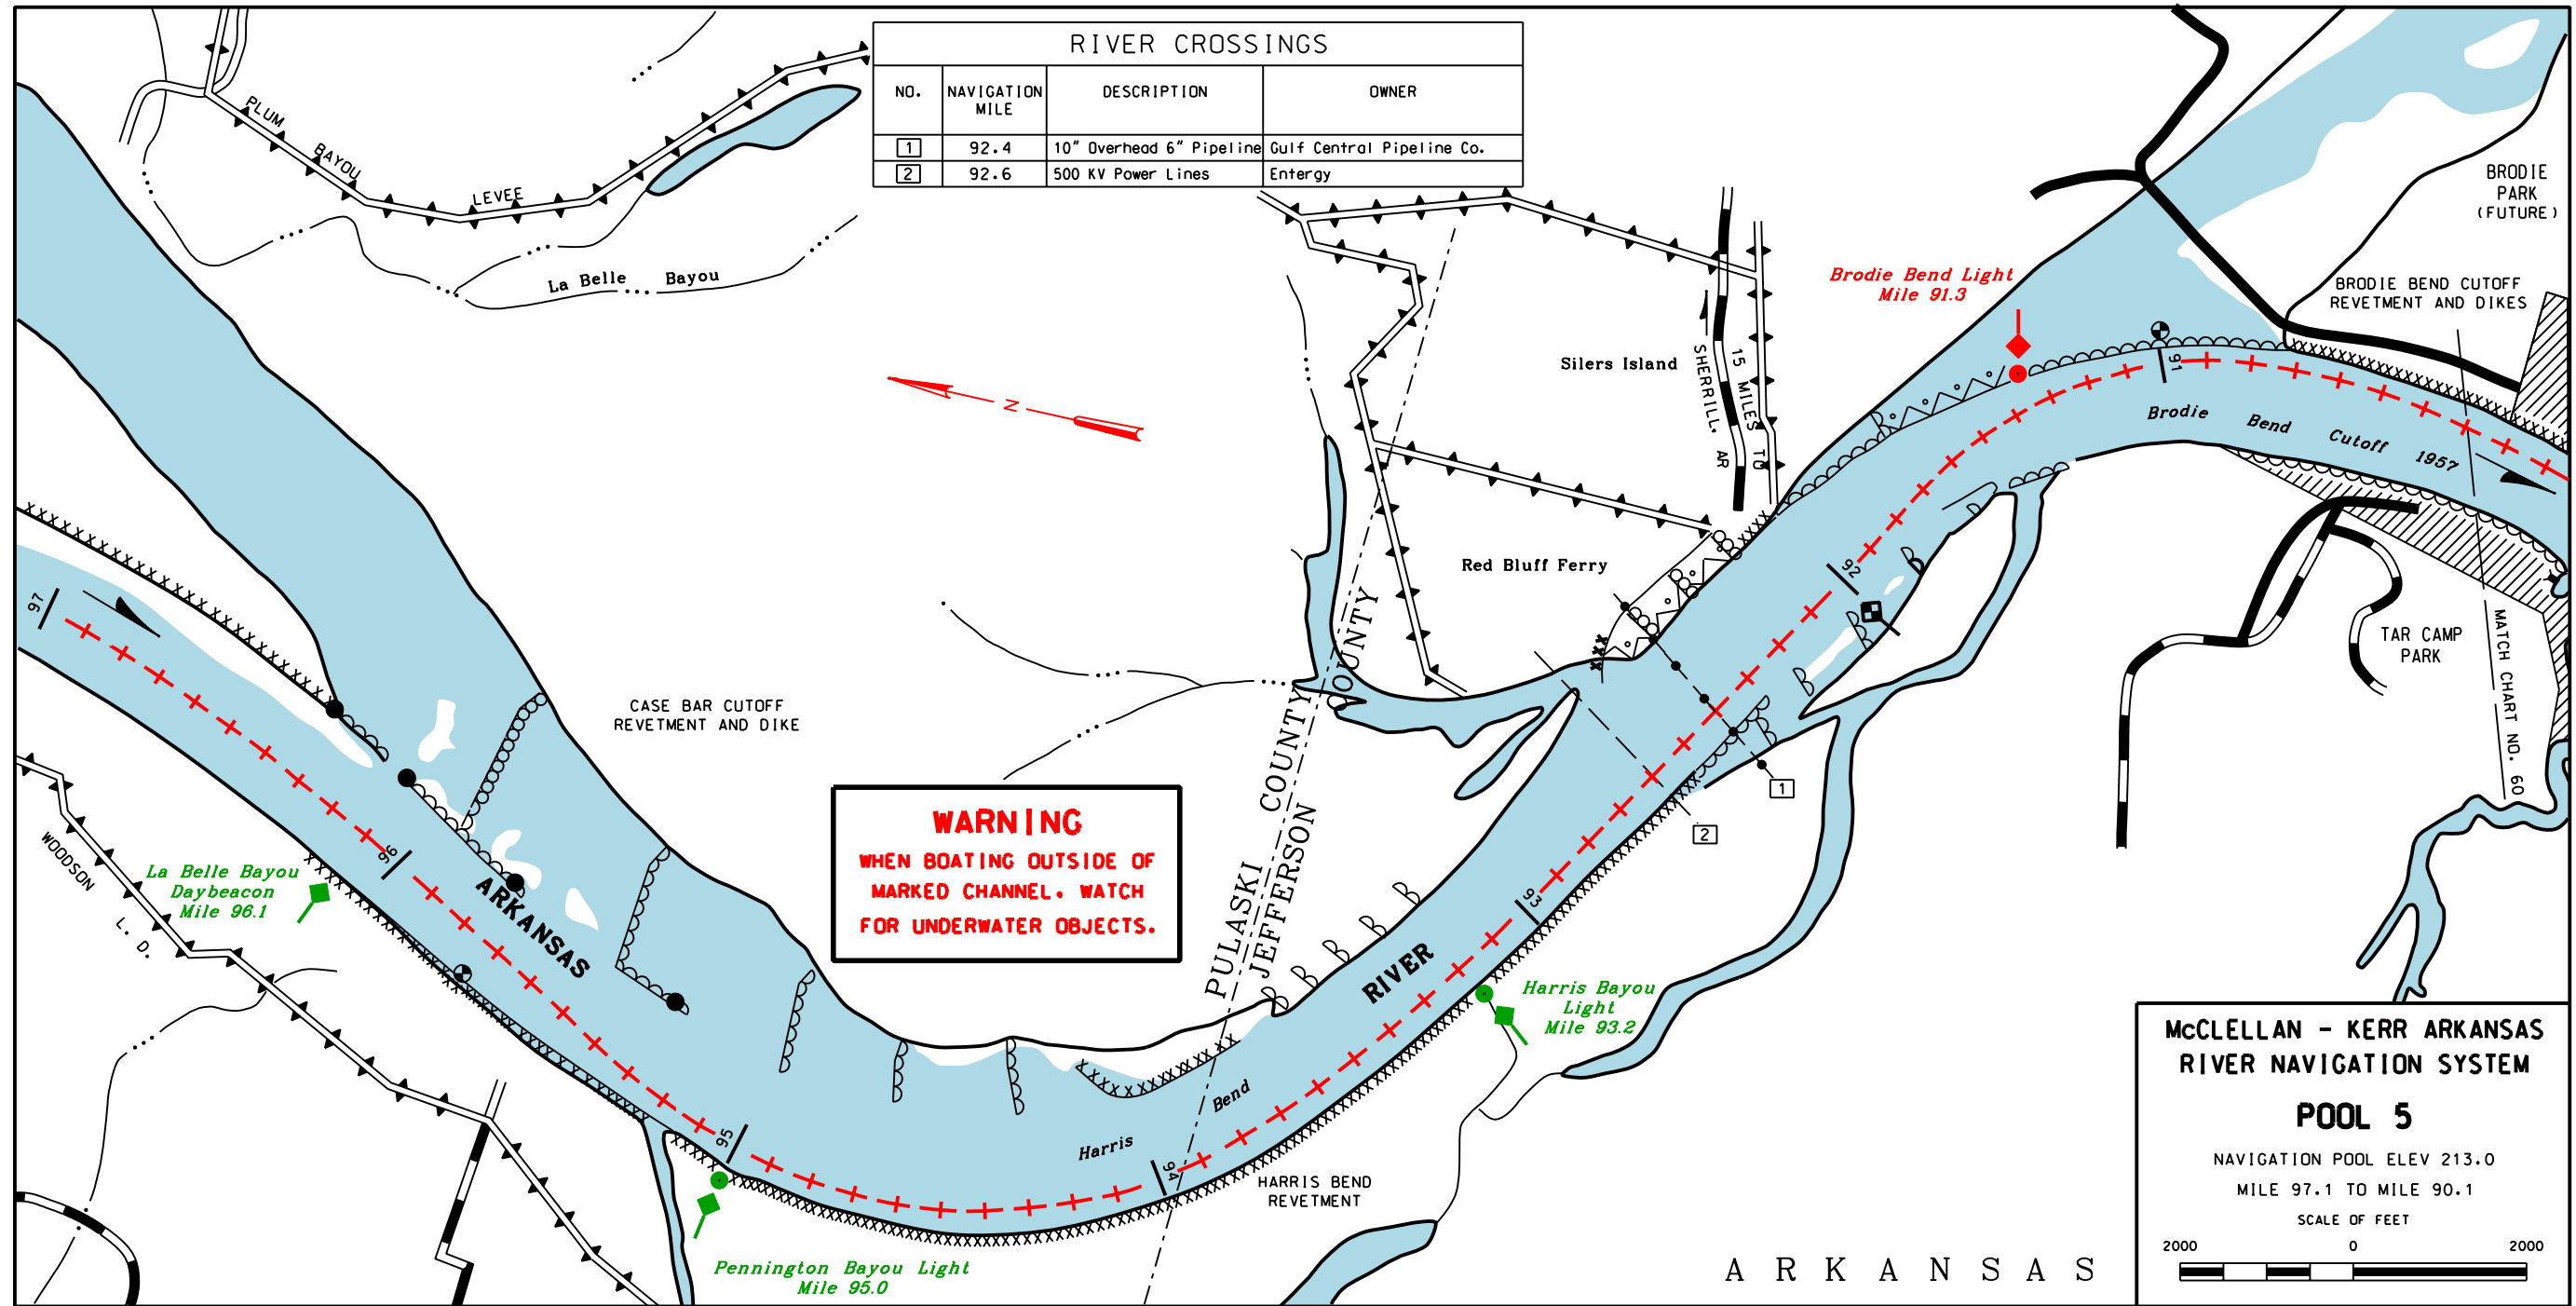 RIVER CROSSINGS
NO. NAVIGATION MILE DESCRIPTION OWNER
1 92.4 10" Overhead 6" Pipeline Gulf Central Pipeline Co.
2 92.6 500 KV Power Lines Entergy
PLUM BAYOU LEVEE
La Belle Bayou
BRODIE
PARK
(FUTURE)
Brodie Bend Light
Mile 91.3
BRODIE BEND CUTOFF
REVETMENT AND DIKES
15 MILES TO
SHERRILL, AR
Silers Island
N
91
Brodie Bend Cutoff 1957
Red Bluff Ferry
92
97
TAR CAMP
PARK
MATCH CHART NO. 60
CASE BAR CUTOFF
REVETMENT AND DIKE
PULASKI COUNTY
JEFFERSON COUNTY
1
2
WARNING
WHEN BOATING OUTSIDE OF
MARKED CHANNEL, WATCH
FOR UNDERWATER OBJECTS.
WOODSON L. D.
La Belle Bayou
Daybeacon
Mile 96.1
96
ARKANSAS
RIVER
93
Harris Bayou
Light
Mile 93.2
95
Harris Bend
94
HARRIS BEND
REVETMENT
Pennington Bayou Light
Mile 95.0
ARKANSAS
McCLELLAN - KERR ARKANSAS
RIVER NAVIGATION SYSTEM
POOL 5
NAVIGATION POOL ELEV 213.0
MILE 97.1 TO MILE 90.1
SCALE OF FEET
2000 0 2000